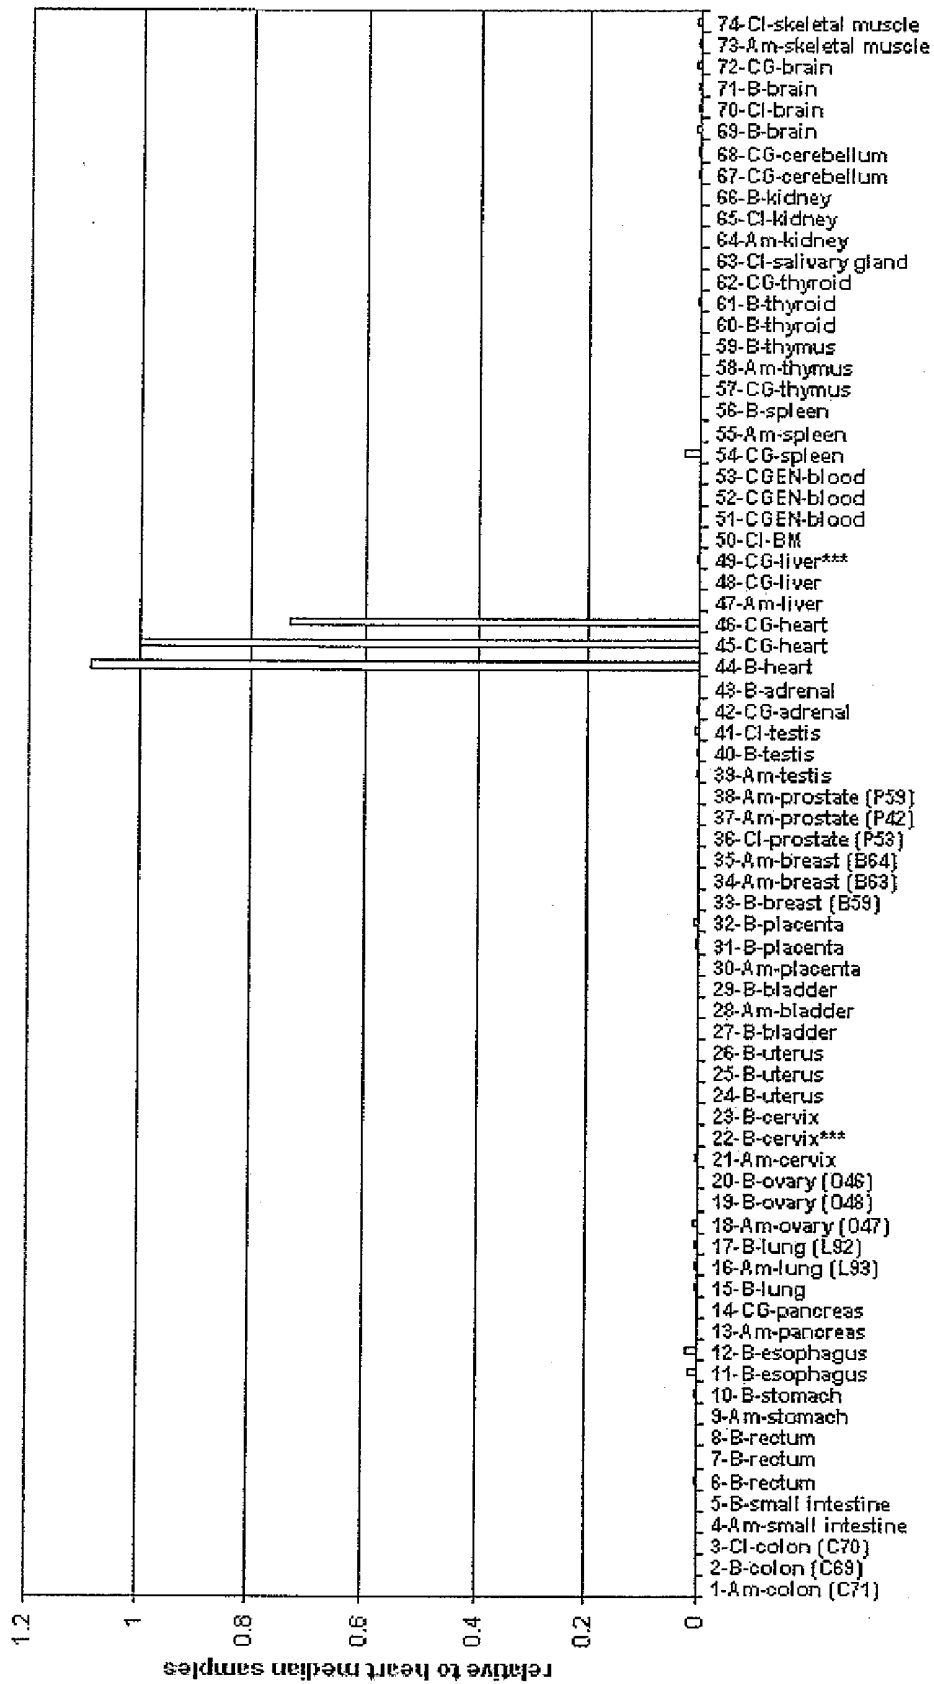 74-Cl-skeletal muscle
73-Am-skeletal muscle
72-CG-brain
71-B-brain
70-Cl-brain
69-B-brain
68-CG-cerebellum
67-CG-cerebellum
66-B-kidney
65-Cl-kidney
64-Am-kidney
63-Cl-salivary gland
62-CG-thyroid
61-B-thyroid
60-B-thyroid
59-B-thymus
58-Am-thymus
57-CG-thymus
56-B-spleen
55-Am-spleen
54-CG-spleen
53-CGEN-blood
52-CGEN-blood
51-CGEN-blood
50-Cl-BM
49-CG-liver***
48-CG-liver
47-Am-liver
46-CG-heart
45-CG-heart
44-B-heart
43-B-adrenal
42-CG-adrenal
41-Cl-testis
40-B-testis
39-Am-testis
38-Am-prostate (P59)
37-Am-prostate (P42)
36-Cl-prostate (P53)
35-Am-breast (B64)
34-Am-breast (B63)
33-B-breast (B59)
32-B-placenta
31-B-placenta
30-Am-placenta
29-B-bladder
28-Am-bladder
27-B-bladder
26-B-uterus
25-B-uterus
24-B-uterus
23-B-cervix
22-B-cervix***
21-Am-cervix
20-B-ovary (O46)
19-B-ovary (O48)
18-Am-ovary (O47)
17-B-lung (L92)
16-Am-lung (L93)
15-B-lung
14-CG-pancreas
13-Am-pancreas
12-B-esophagus
11-B-esophagus
10-B-stomach
9-Am-stomach
8-B-rectum
7-B-rectum
6-B-rectum
5-B-small intestine
4-Am-small intestine
3-Cl-colon (C70)
2-B-colon (C69)
1-Am-colon (C71)
1.2
1
0.8
0.6
0.4
0.2
0
relative to heart median samples